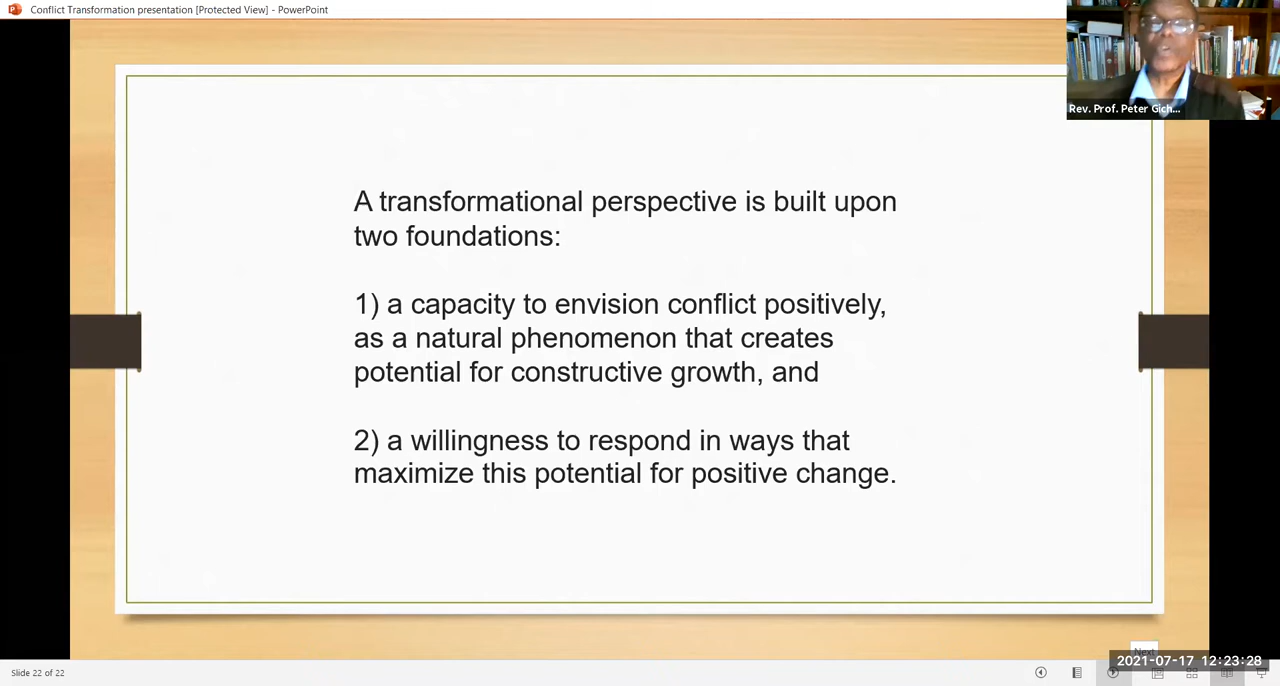 Conflict Transformation presentation [Protected View] - PowerPoint
Rev. Prof. Peter Gich...
A transformational perspective is built upon
two foundations:
1) a capacity to envision conflict positively,
as a natural phenomenon that creates
potential for constructive growth, and
2) a willingness to respond in ways that
maximize this potential for positive change.
Next
2021-07-17 12:23:28
Slide 22 of 22